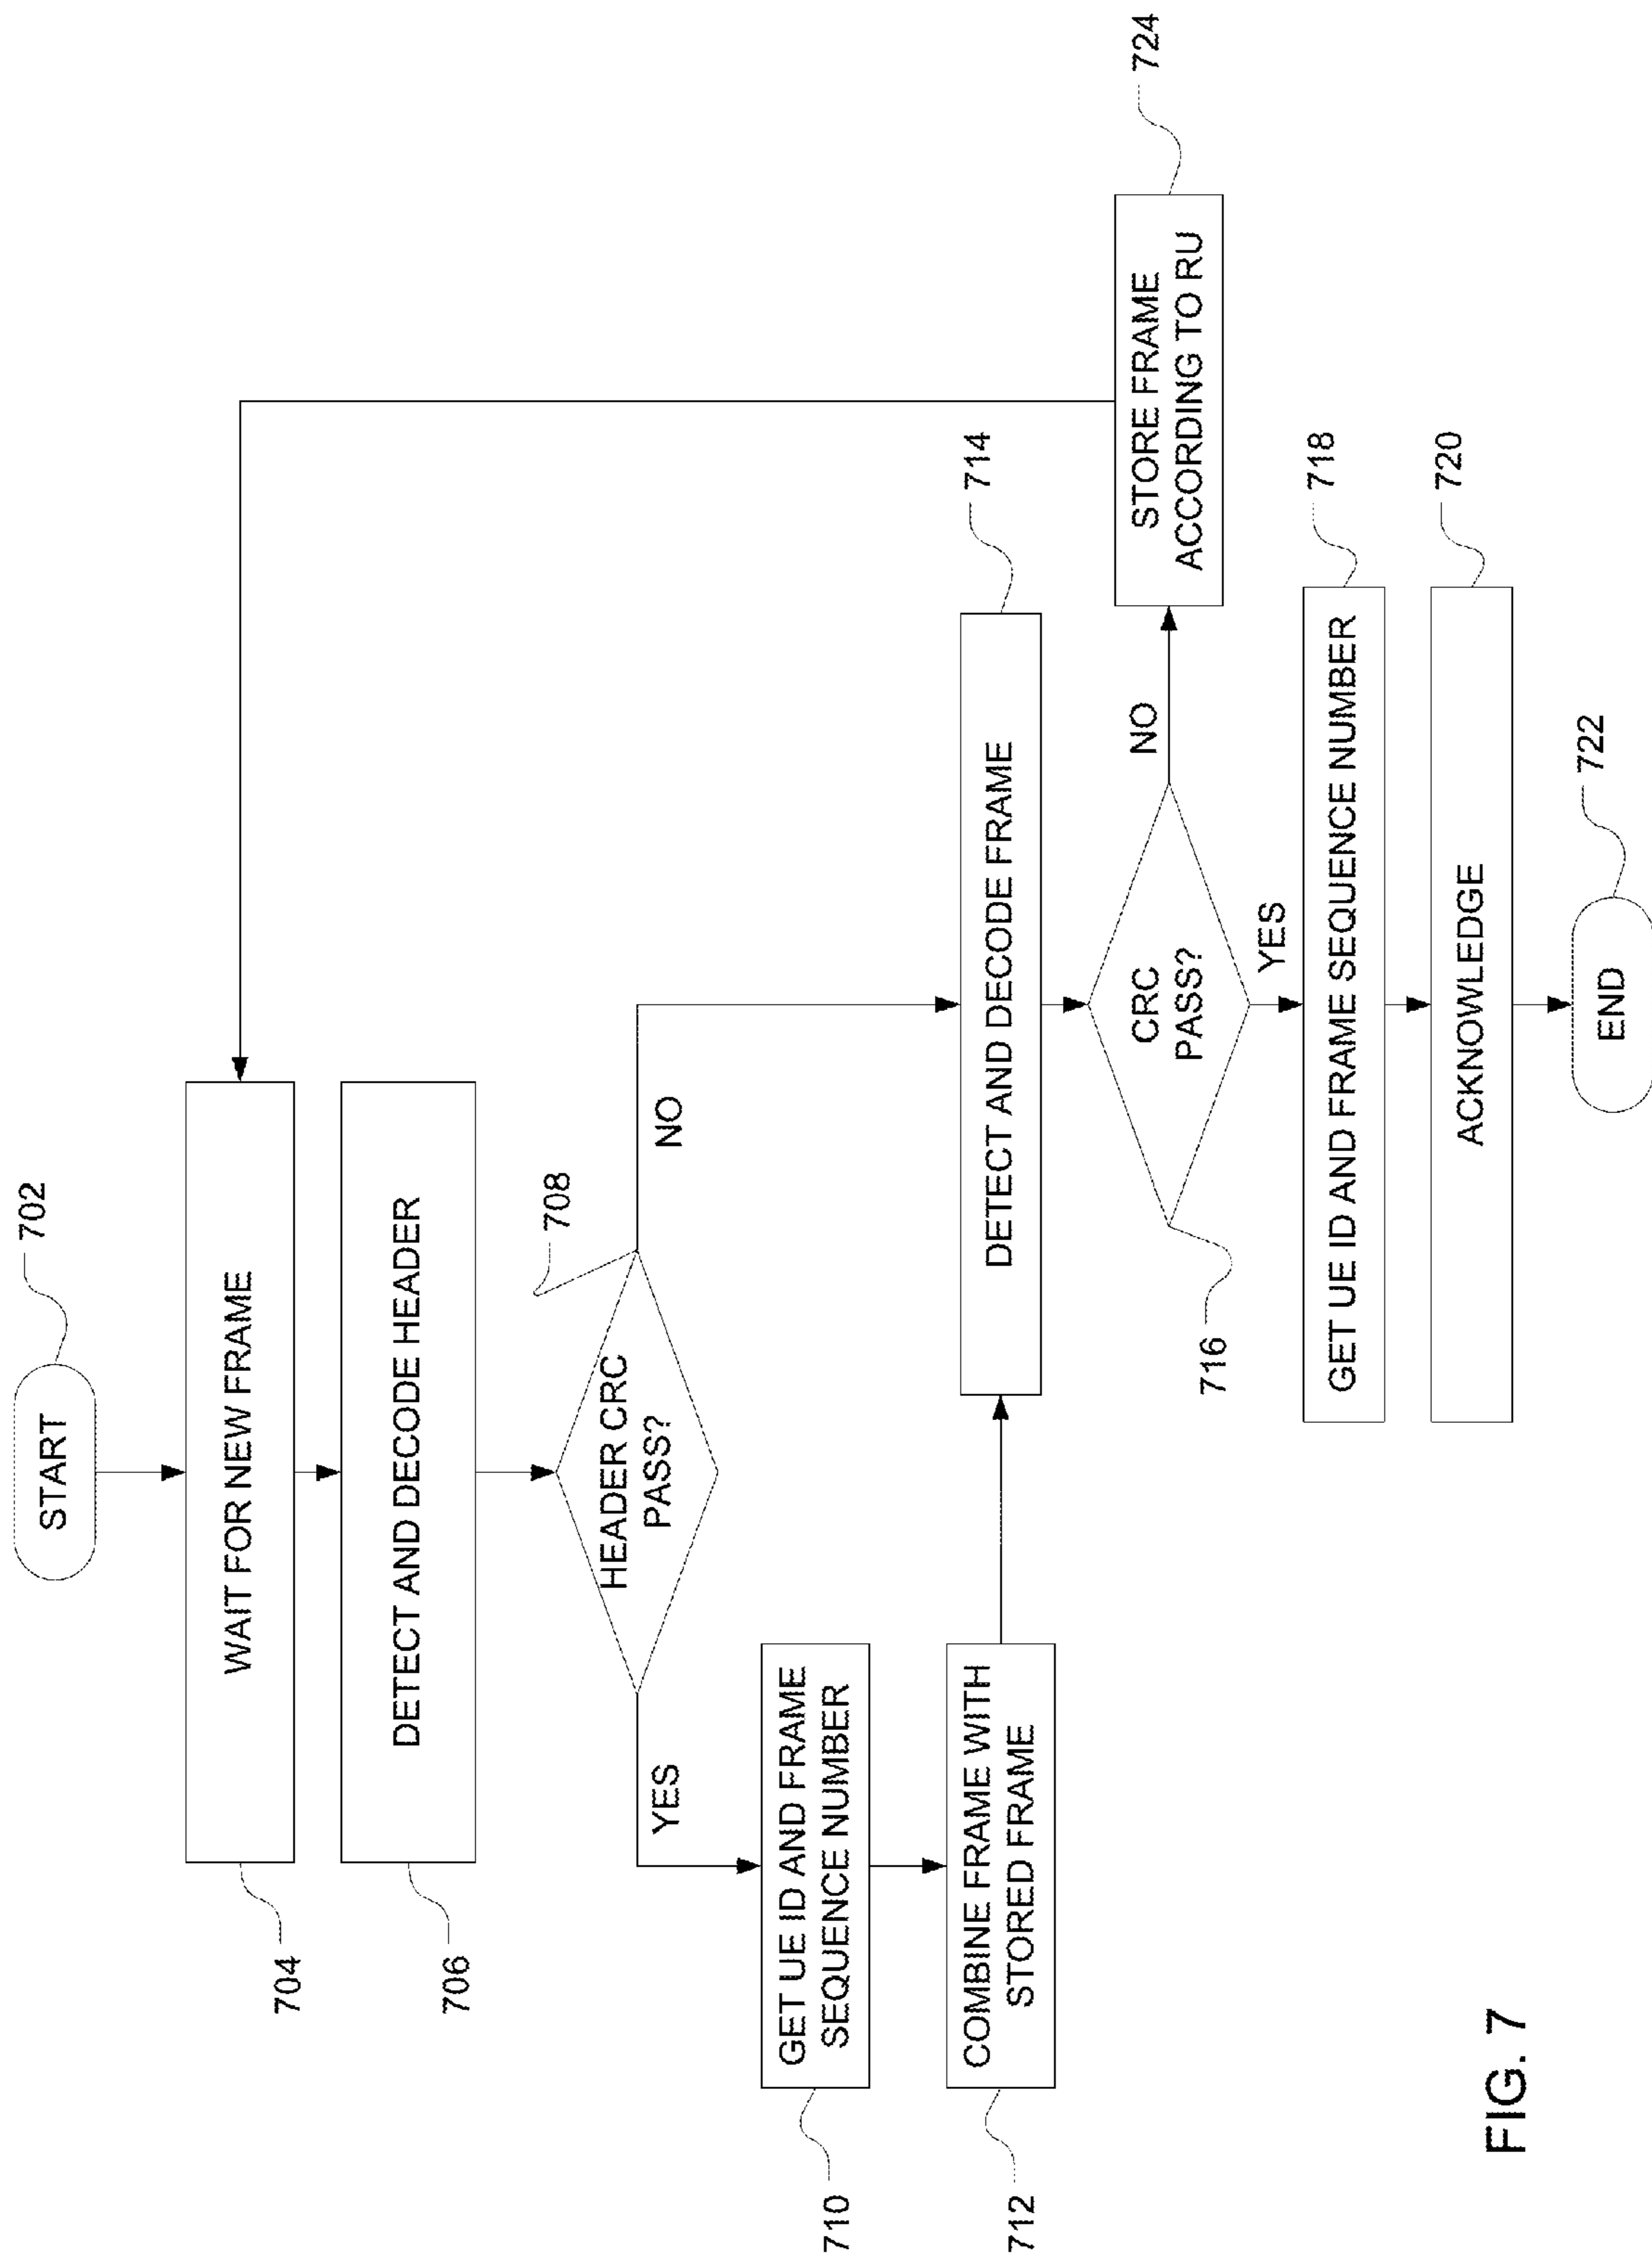 START
702
WAIT FOR NEW FRAME
704
DETECT AND DECODE HEADER
706
HEADER CRC
PASS?
708
YES
NO
GET UE ID AND FRAME
SEQUENCE NUMBER
710
COMBINE FRAME WITH
STORED FRAME
712
DETECT AND DECODE FRAME
714
CRC
PASS?
716
NO
YES
STORE FRAME
ACCORDING TO RU
724
GET UE ID AND FRAME SEQUENCE NUMBER
718
ACKNOWLEDGE
720
END
722
FIG. 7